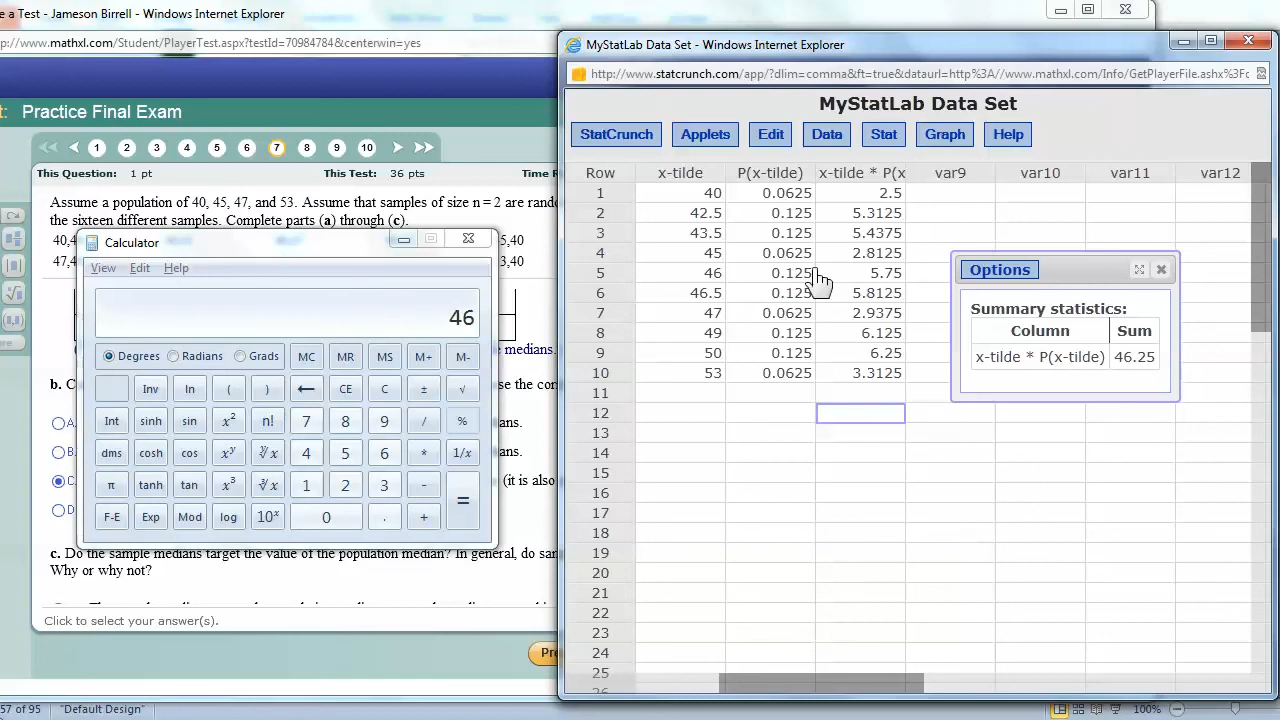 e a Test - Jameson Birrell - Windows Internet Explorer
://www.mathxl.com/Student/PlayerTest.aspx?testId=70984784&centerwin=yes
t: Practice Final Exam
1 2 3 4 5 6 7 8 9 10
This Question: 1 pt This Test: 36 pts Time R
Assume a population of 40, 45, 47, and 53. Assume that samples of size n = 2 are rando
the sixteen different samples. Complete parts (a) through (c).
40,4
47,4
5,40
3,40
medians.
b. C
se the con
A.
ans.
B.
ans.
C
(it is also
D
c. Do the sample medians target the value of the population median? In general, do sam
Why or why not?
Click to select your answer(s).
Pre
57 of 95 "Default Design" 100%
Calculator
View Edit Help
46
Degrees Radians Grads MC MR MS M+ M-
Inv ln ( ) ← CE C ± √
Int sinh sin x² n! 7 8 9 / %
dms cosh cos xʸ ʸ√x 4 5 6 * 1/x
π tanh tan x³ ³√x 1 2 3 - =
F-E Exp Mod log 10ˣ 0 . +
MyStatLab Data Set - Windows Internet Explorer
http://www.statcrunch.com/app/?dlim=comma&ft=true&dataurl=http%3A//www.mathxl.com/Info/GetPlayerFile.ashx%3F
MyStatLab Data Set
StatCrunch Applets Edit Data Stat Graph Help
Row x-tilde P(x-tilde) x-tilde * P(x var9 var10 var11 var12
1 40 0.0625 2.5
2 42.5 0.125 5.3125
3 43.5 0.125 5.4375
4 45 0.0625 2.8125
5 46 0.125 5.75
6 46.5 0.125 5.8125
7 47 0.0625 2.9375
8 49 0.125 6.125
9 50 0.125 6.25
10 53 0.0625 3.3125
11
12
13
14
15
16
17
18
19
20
21
22
23
24
25
Options
Summary statistics:
Column Sum
x-tilde * P(x-tilde) 46.25